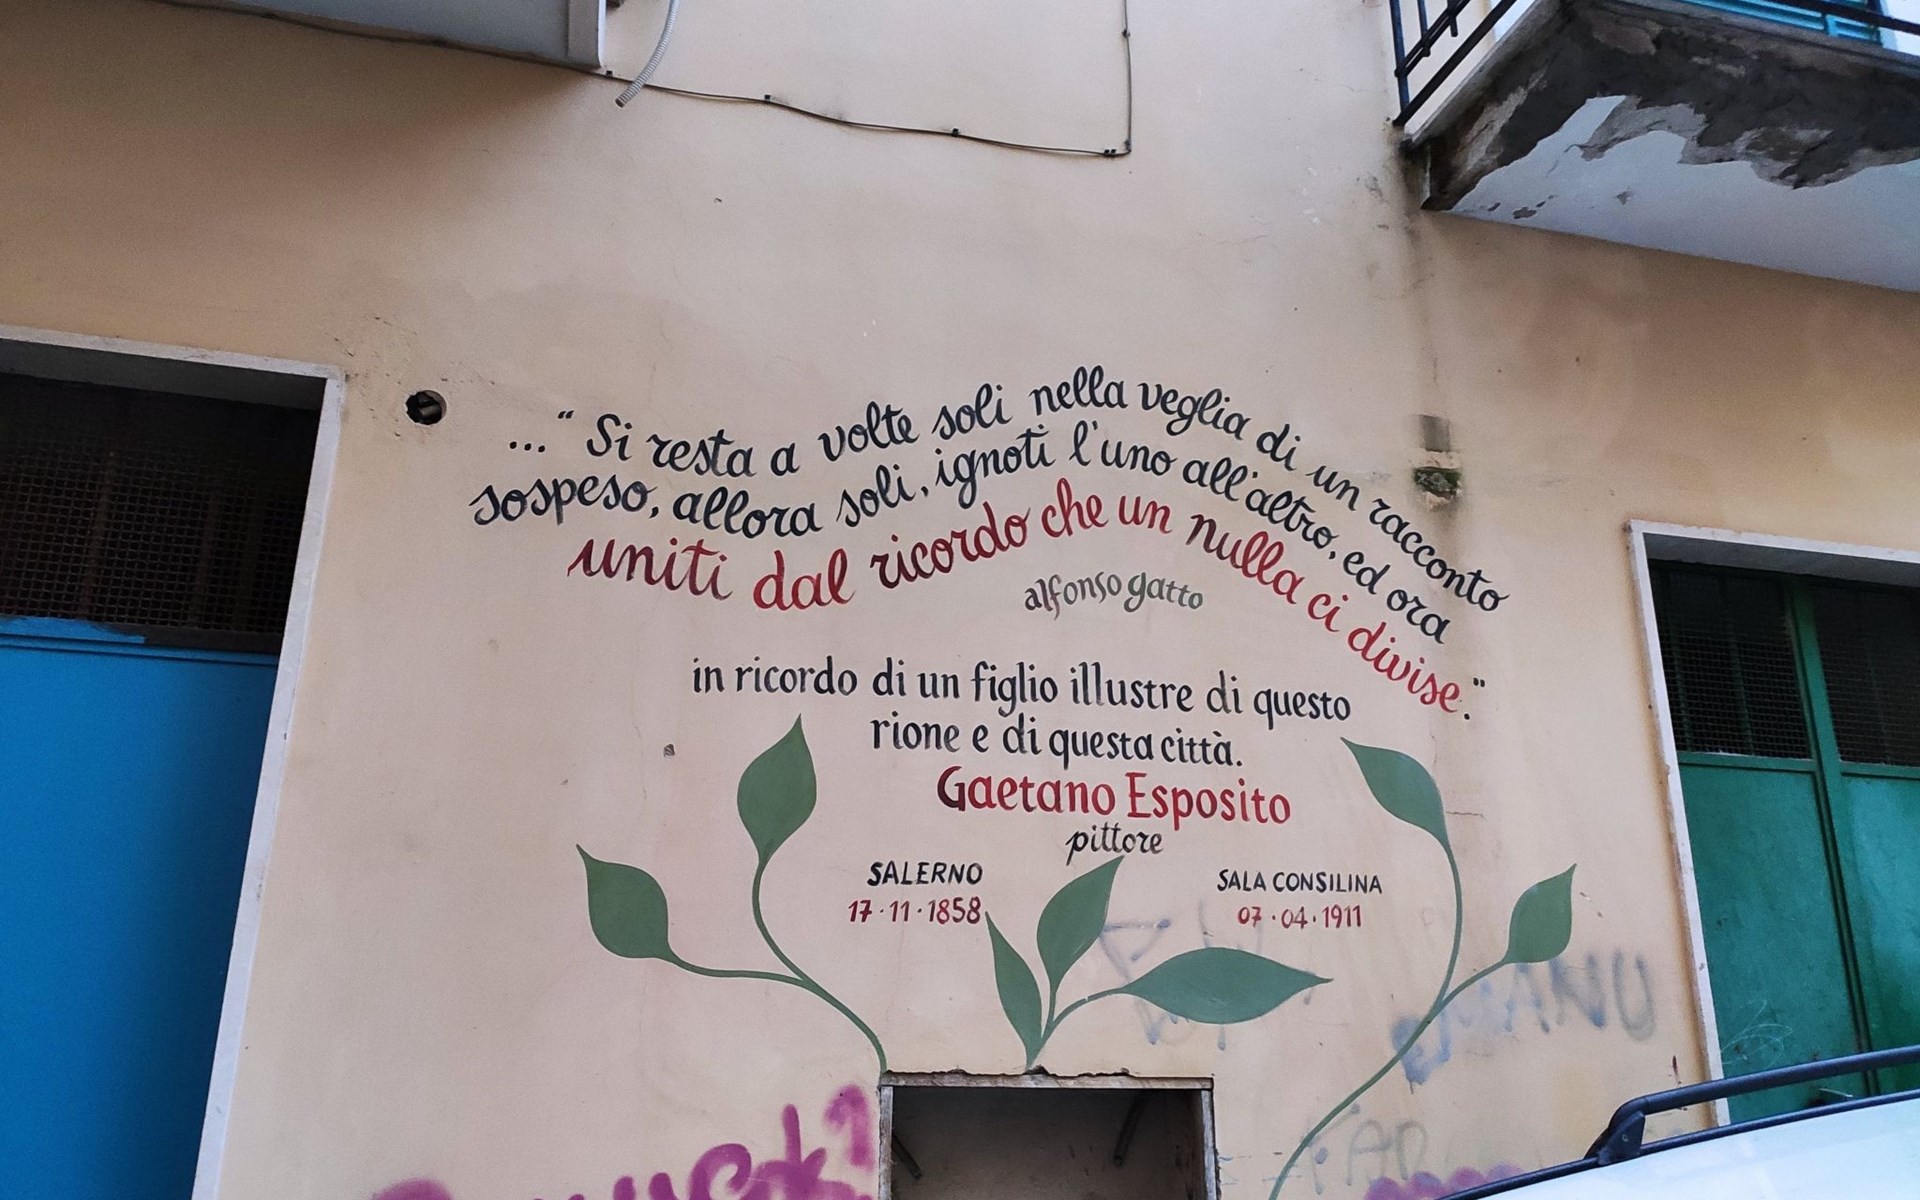 ..." Si resta a volte soli nella veglia di un racconto
sospeso, allora soli, ignoti l'uno all'altro, ed ora
uniti dal ricordo che un nulla ci divise."
alfonso gatto
in ricordo di un figlio illustre di questo
rione e di questa città.
Gaetano Esposito
pittore
SALERNO
17·11·1858
SALA CONSILINA
07·04·1911